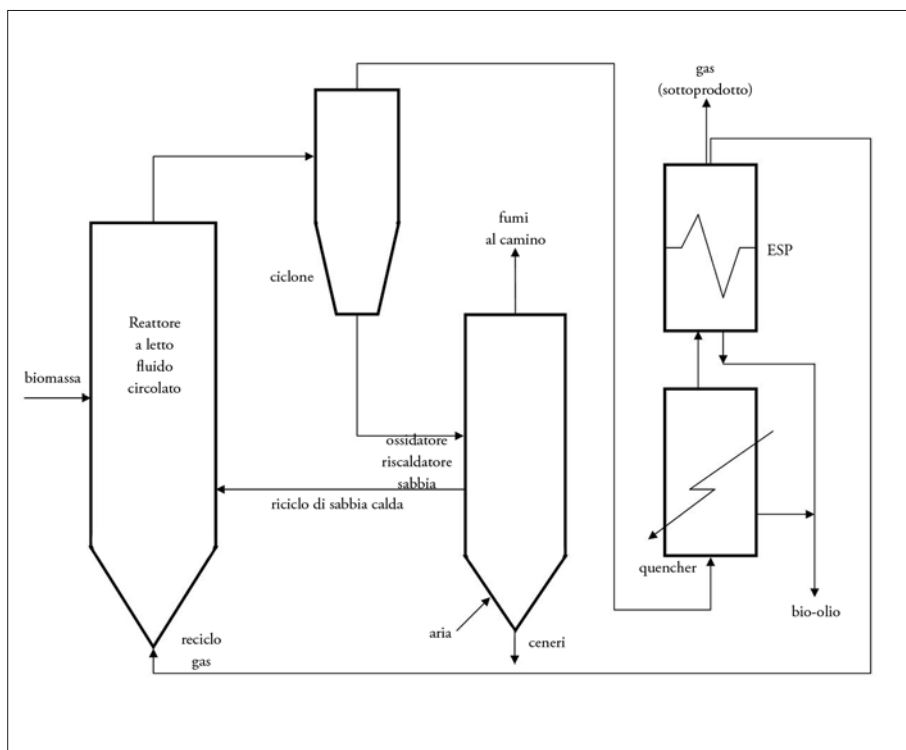 gas
(sottoprodotto)
fumi
al camino
ESP
ciclone
Reattore
a letto
fluido
circolato
biomassa
ossidatore
riscaldatore
sabbia
riciclo di sabbia calda
quencher
bio-olio
aria
ceneri
reciclo
gas